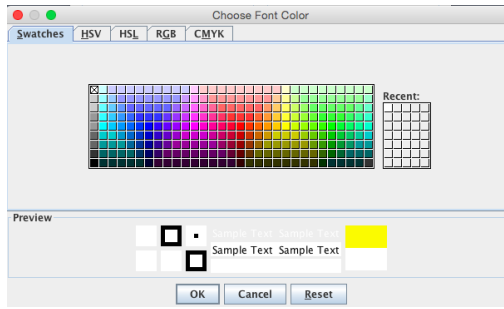 Choose Font Color
Swatches HSV HSL RGB CMYK
Recent:
Preview
Sample Text Sample Text
Sample Text Sample Text
OK Cancel Reset